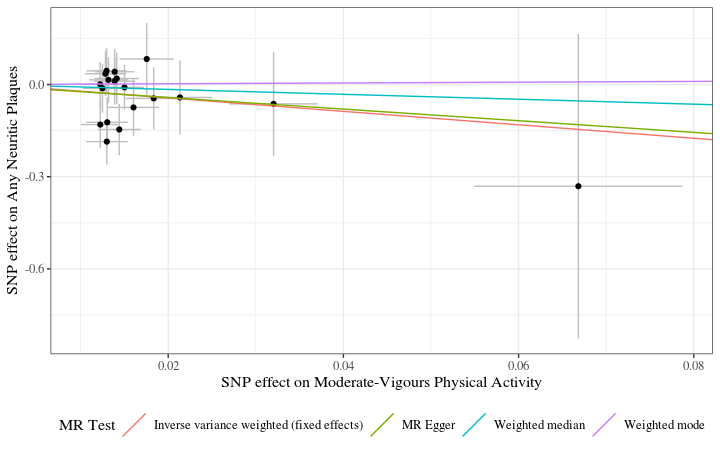 SNP effect on Any Neuritic Plaques
0.0
-0.3
-0.6
0.02
0.04
0.06
0.08
SNP effect on Moderate-Vigours Physical Activity
MR Test
Inverse variance weighted (fixed effects)
MR Egger
Weighted median
Weighted mode